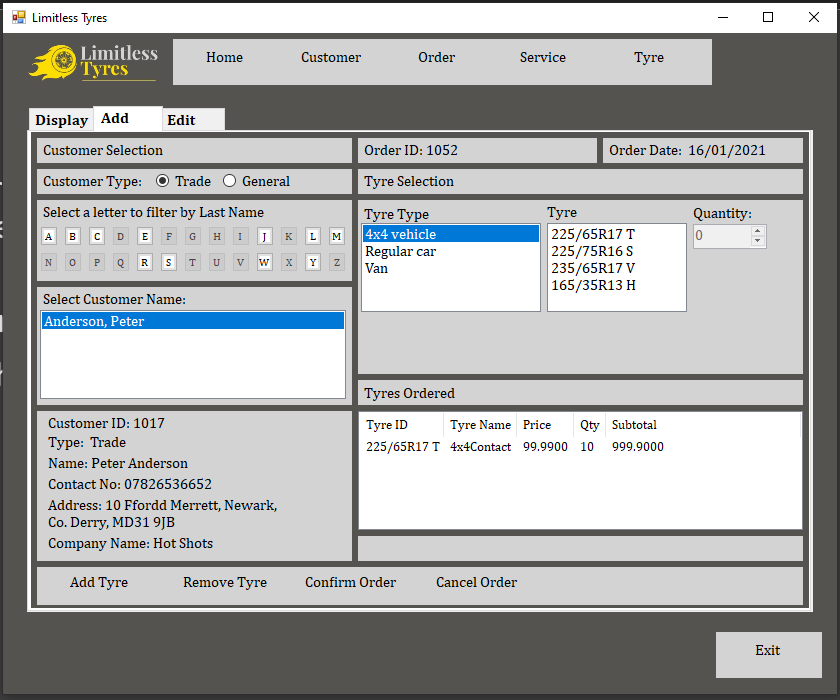 Limitless Tyres
Limitless
Tyres
Home Customer Order Service Tyre
Display Add Edit
Customer Selection
Order ID: 1052
Order Date: 16/01/2021
Customer Type: Trade General
Tyre Selection
Select a letter to filter by Last Name
A B C D E F G H I J K L M
N O P Q R S T U V W X Y Z
Tyre Type
4x4 vehicle
Regular car
Van
Tyre
225/65R17 T
225/75R16 S
235/65R17 V
165/35R13 H
Quantity:
0
Select Customer Name:
Anderson, Peter
Customer ID: 1017
Type: Trade
Name: Peter Anderson
Contact No: 07826536652
Address: 10 Ffordd Merrett, Newark,
Co. Derry, MD31 9JB
Company Name: Hot Shots
Tyres Ordered
Tyre ID Tyre Name Price Qty Subtotal
225/65R17 T 4x4Contact 99.9900 10 999.9000
Add Tyre Remove Tyre Confirm Order Cancel Order
Exit